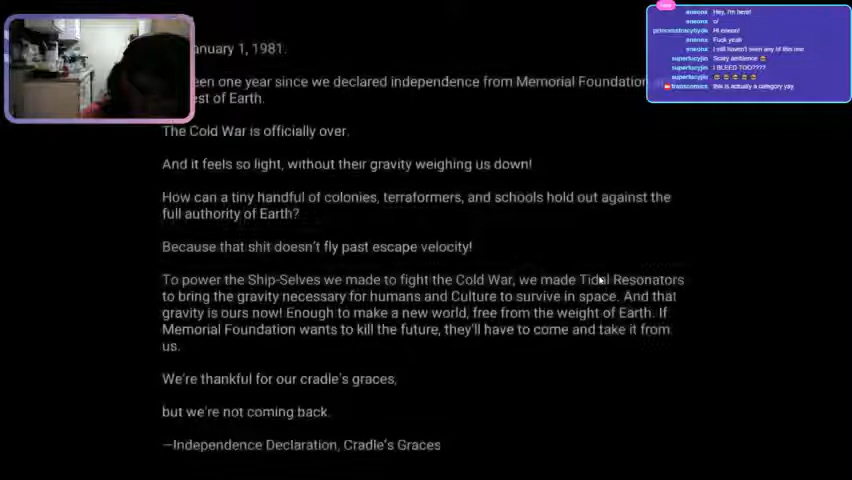 anuary 1, 1981.
een one year since we declared independence from Memorial Foundation
est of Earth.
The Cold War is officially over.
And it feels so light, without their gravity weighing us down!
How can a tiny handful of colonies, terraformers, and schools hold out against the
full authority of Earth?
Because that shit doesn't fly past escape velocity!
To power the Ship-Selves we made to fight the Cold War, we made Tidal Resonators
to bring the gravity necessary for humans and Culture to survive in space. And that
gravity is ours now! Enough to make a new world, free from the weight of Earth. If
Memorial Foundation wants to kill the future, they'll have to come and take it from
us.
We're thankful for our cradle's graces,
but we're not coming back.
—Independence Declaration, Cradle's Graces
Hey, I'm here!
o/
Fuck yeah
I still haven't seen any of this one
superlucyjin Scary ambience
superlucyjin I BLEED TOO????
superlucyjin
transcomics this is actually a category yay